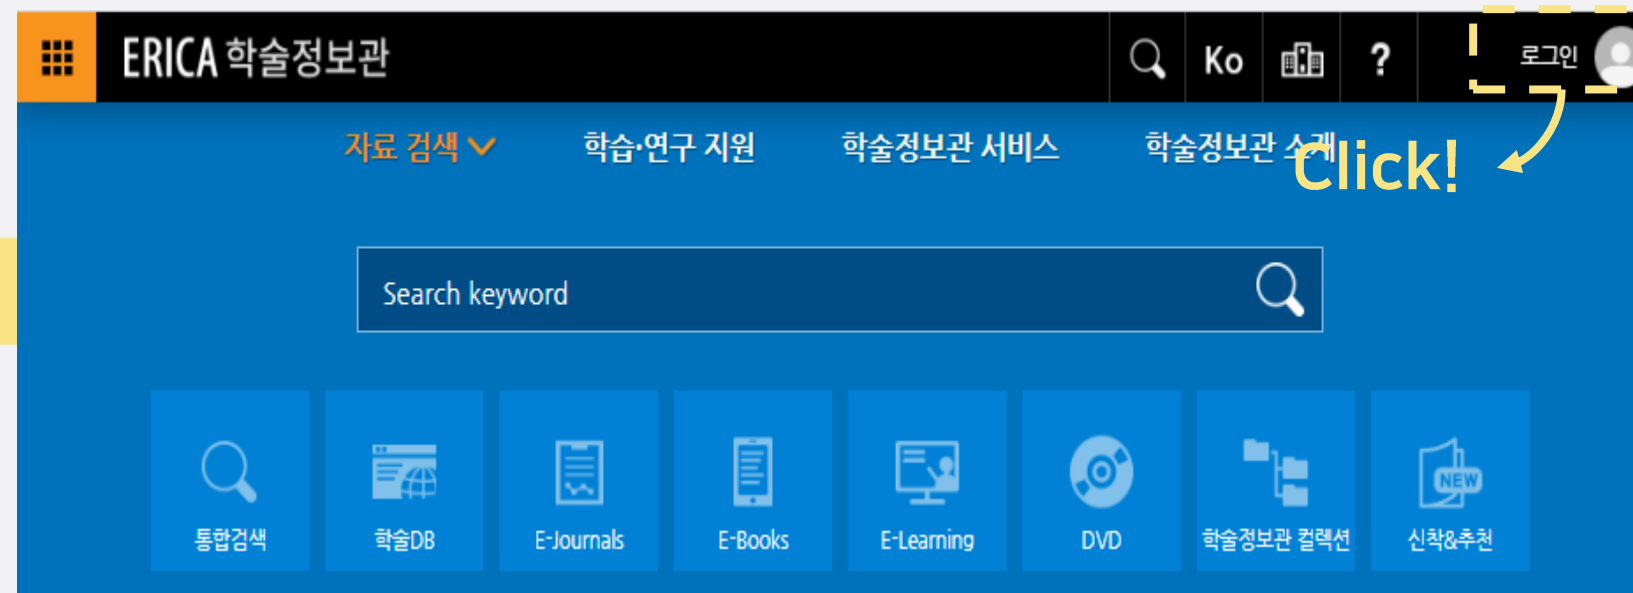 ERICA 학술정보관 Ko ? 로그인
자료 검색 학습·연구 지원 학술정보관 서비스 학술정보관 소개
Click!
Search keyword
통합검색 학술DB E-Journals E-Books E-Learning DVD 학술정보관 컬렉션 NEW 신착&추천